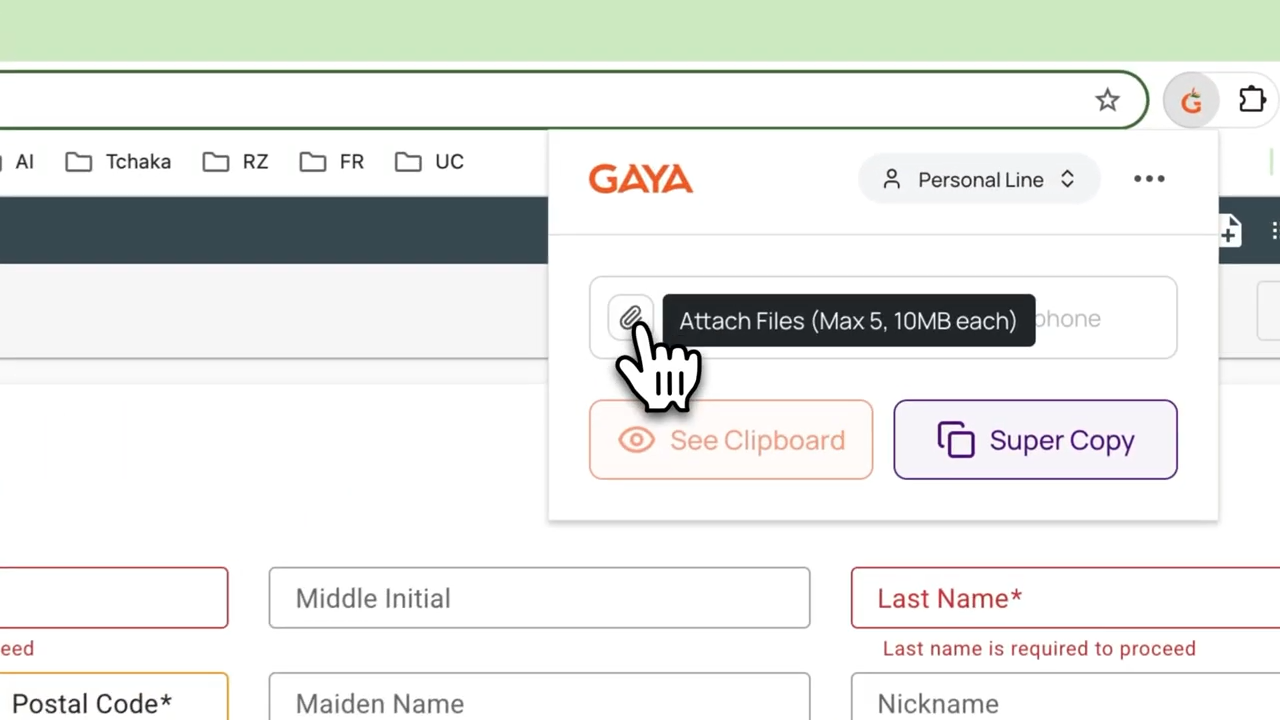 G
AI
Tchaka
RZ
FR
UC
GAYA
Personal Line
Attach Files (Max 5, 10MB each)
phone
See Clipboard
Super Copy
Middle Initial
Last Name*
eed
Last name is required to proceed
Postal Code*
Maiden Name
Nickname